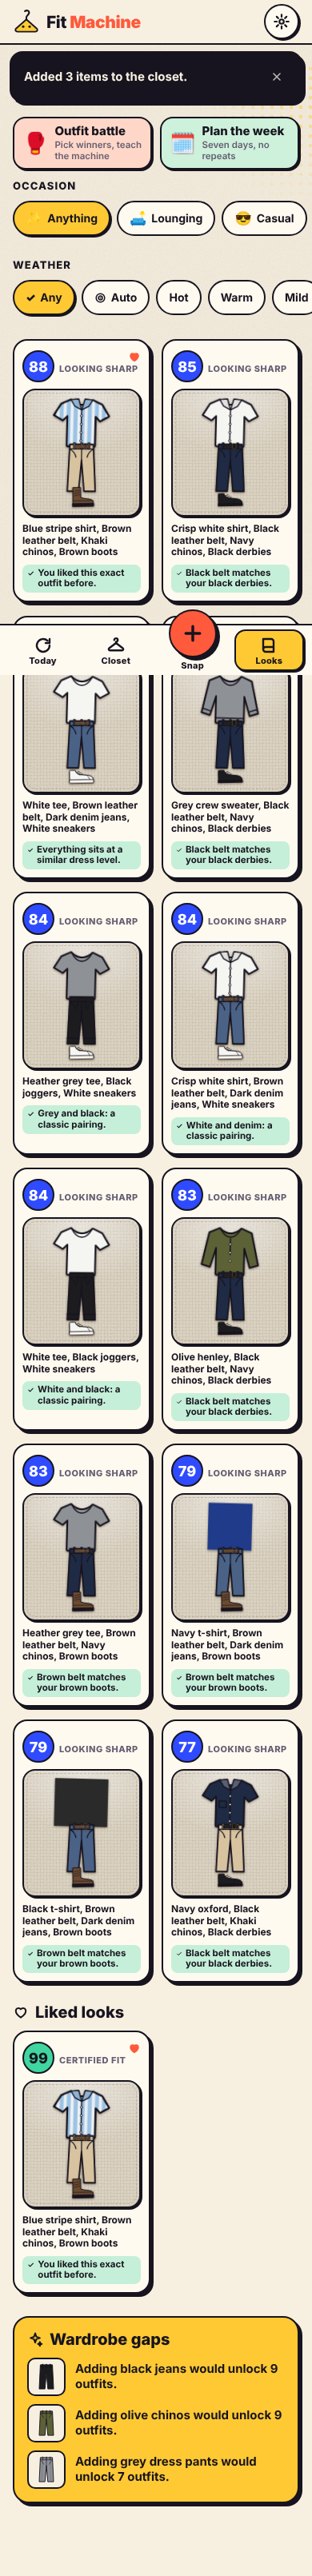 Fit Machine
Added 3 items to the closet.
Outfit battle
Pick winners, teach
the machine
Plan the week
Seven days, no
repeats
OCCASION
Anything
Lounging
Casual
WEATHER
Any
Auto
Hot
Warm
Mild
88 LOOKING SHARP
Blue stripe shirt, Brown
leather belt, Khaki
chinos, Brown boots
You liked this exact
outfit before.
85 LOOKING SHARP
Crisp white shirt, Black
leather belt, Navy
chinos, Black derbies
Black belt matches
your black derbies.
Today
Closet
Snap
Looks
White tee, Brown leather
belt, Dark denim jeans,
White sneakers
Everything sits at a
similar dress level.
Grey crew sweater, Black
leather belt, Navy
chinos, Black derbies
Black belt matches
your black derbies.
84 LOOKING SHARP
Heather grey tee, Black
joggers, White sneakers
Grey and black: a
classic pairing.
84 LOOKING SHARP
Crisp white shirt, Brown
leather belt, Dark denim
jeans, White sneakers
White and denim: a
classic pairing.
84 LOOKING SHARP
White tee, Black joggers,
White sneakers
White and black: a
classic pairing.
83 LOOKING SHARP
Olive henley, Black
leather belt, Navy
chinos, Black derbies
Black belt matches
your black derbies.
83 LOOKING SHARP
Heather grey tee, Brown
leather belt, Navy
chinos, Brown boots
Brown belt matches
your brown boots.
79 LOOKING SHARP
Navy t-shirt, Brown
leather belt, Dark denim
jeans, Brown boots
Brown belt matches
your brown boots.
79 LOOKING SHARP
Black t-shirt, Brown
leather belt, Dark denim
jeans, Brown boots
Brown belt matches
your brown boots.
77 LOOKING SHARP
Navy oxford, Black
leather belt, Khaki
chinos, Black derbies
Black belt matches
your black derbies.
Liked looks
99 CERTIFIED FIT
Blue stripe shirt, Brown
leather belt, Khaki
chinos, Brown boots
You liked this exact
outfit before.
Wardrobe gaps
Adding black jeans would unlock 9
outfits.
Adding olive chinos would unlock 9
outfits.
Adding grey dress pants would
unlock 7 outfits.